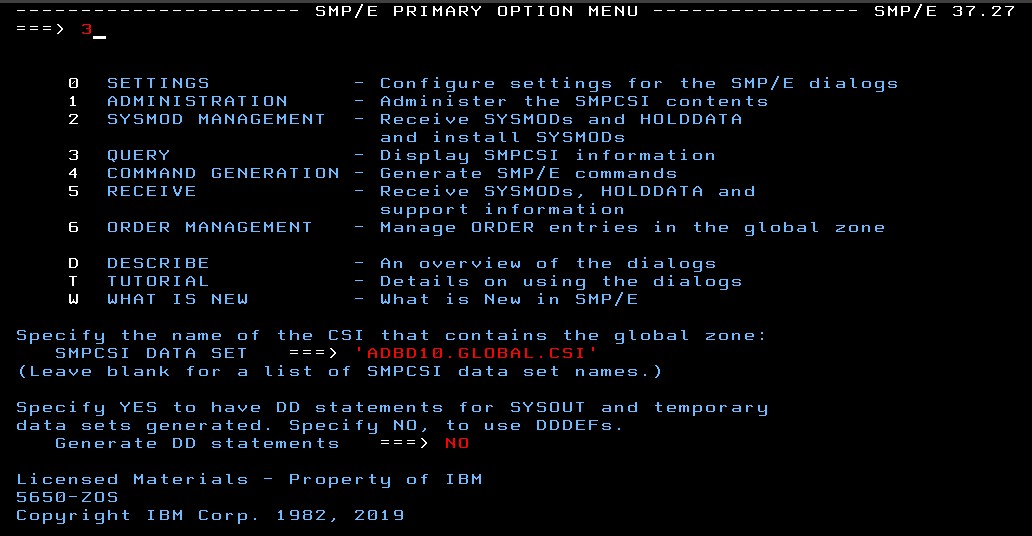 ---------------------- SMP/E PRIMARY OPTION MENU ---------------- SMP/E 37.27
===> 3_
0 SETTINGS - Configure settings for the SMP/E dialogs
1 ADMINISTRATION - Administer the SMPCSI contents
2 SYSMOD MANAGEMENT - Receive SYSMODs and HOLDDATA
and install SYSMODs
3 QUERY - Display SMPCSI information
4 COMMAND GENERATION - Generate SMP/E commands
5 RECEIVE - Receive SYSMODs, HOLDDATA and
support information
6 ORDER MANAGEMENT - Manage ORDER entries in the global zone
D DESCRIBE - An overview of the dialogs
T TUTORIAL - Details on using the dialogs
W WHAT IS NEW - What is New in SMP/E
Specify the name of the CSI that contains the global zone:
SMPCSI DATA SET ===> 'ADBD10.GLOBAL.CSI'
(Leave blank for a list of SMPCSI data set names.)
Specify YES to have DD statements for SYSOUT and temporary
data sets generated. Specify NO, to use DDDEFs.
Generate DD statements ===> NO
Licensed Materials - Property of IBM
5650-ZOS
Copyright IBM Corp. 1982, 2019